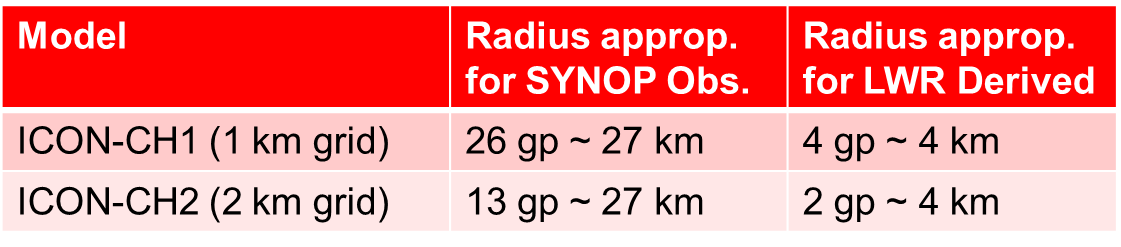 Model
Radius approp.
for SYNOP Obs.
Radius approp.
for LWR Derived
ICON-CH1 (1 km grid)
26 gp ~ 27 km
4 gp ~ 4 km
ICON-CH2 (2 km grid)
13 gp ~ 27 km
2 gp ~ 4 km